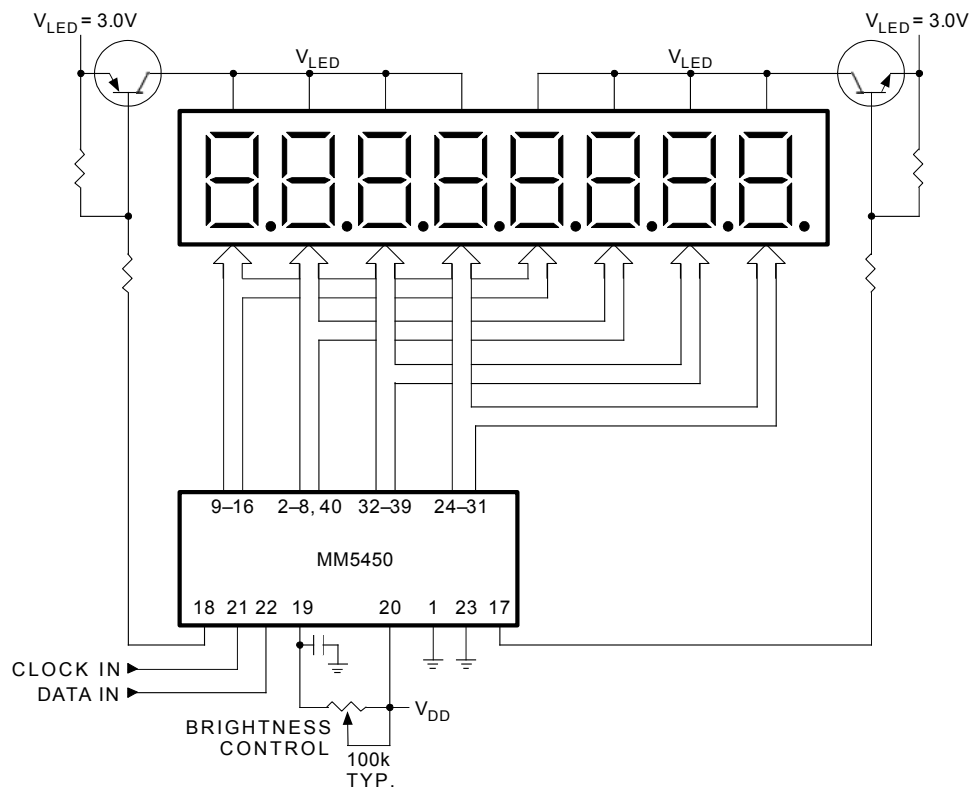 VLED = 3.0V
VLED = 3.0V
VLED
VLED
9–16
2–8, 40
32–39
24–31
MM5450
18
21
22
19
20
1
23
17
CLOCK IN
DATA IN
VDD
BRIGHTNESS
CONTROL
100k
TYP.